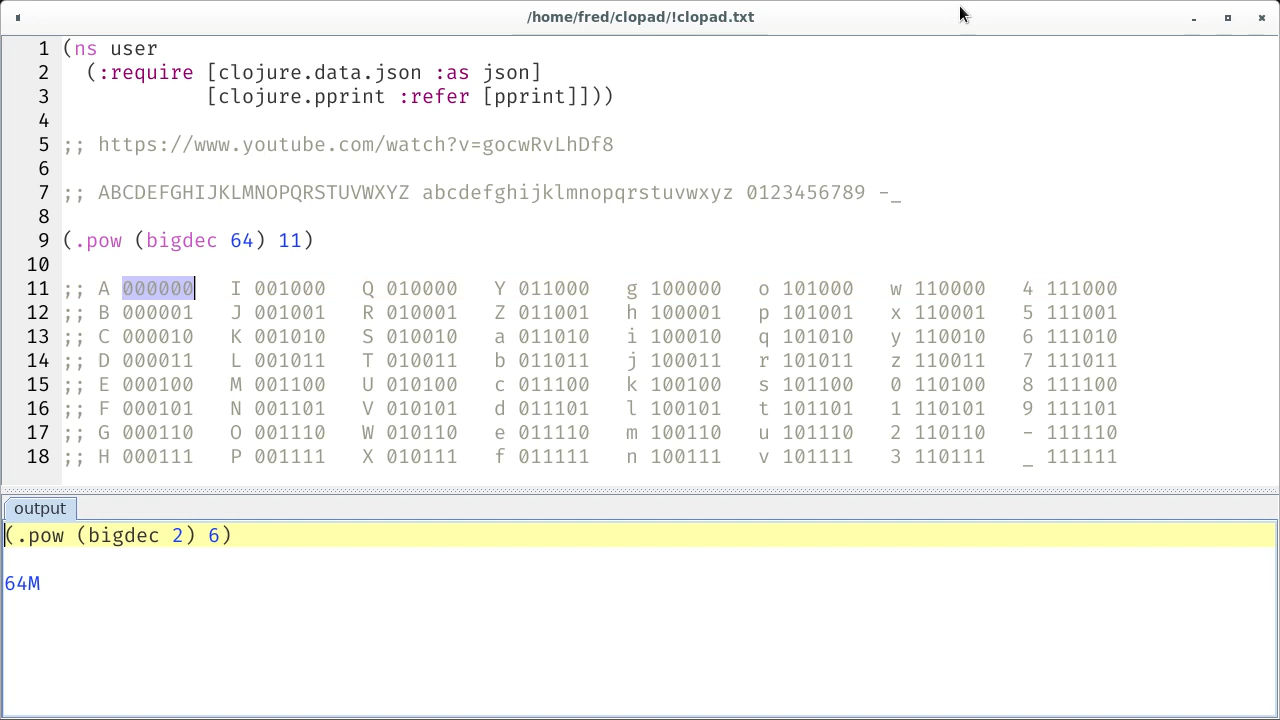 /home/fred/clopad/!clopad.txt
1 (ns user
2   (:require [clojure.data.json :as json]
3             [clojure.pprint :refer [pprint]]))
4
5 ;; https://www.youtube.com/watch?v=gocwRvLhDf8
6
7 ;; ABCDEFGHIJKLMNOPQRSTUVWXYZ abcdefghijklmnopqrstuvwxyz 0123456789 -_
8
9 (.pow (bigdec 64) 11)
10
11 ;; A 000000   I 001000   Q 010000   Y 011000   g 100000   o 101000   w 110000   4 111000
12 ;; B 000001   J 001001   R 010001   Z 011001   h 100001   p 101001   x 110001   5 111001
13 ;; C 000010   K 001010   S 010010   a 011010   i 100010   q 101010   y 110010   6 111010
14 ;; D 000011   L 001011   T 010011   b 011011   j 100011   r 101011   z 110011   7 111011
15 ;; E 000100   M 001100   U 010100   c 011100   k 100100   s 101100   0 110100   8 111100
16 ;; F 000101   N 001101   V 010101   d 011101   l 100101   t 101101   1 110101   9 111101
17 ;; G 000110   O 001110   W 010110   e 011110   m 100110   u 101110   2 110110   - 111110
18 ;; H 000111   P 001111   X 010111   f 011111   n 100111   v 101111   3 110111   _ 111111
output
(.pow (bigdec 2) 6)
64M